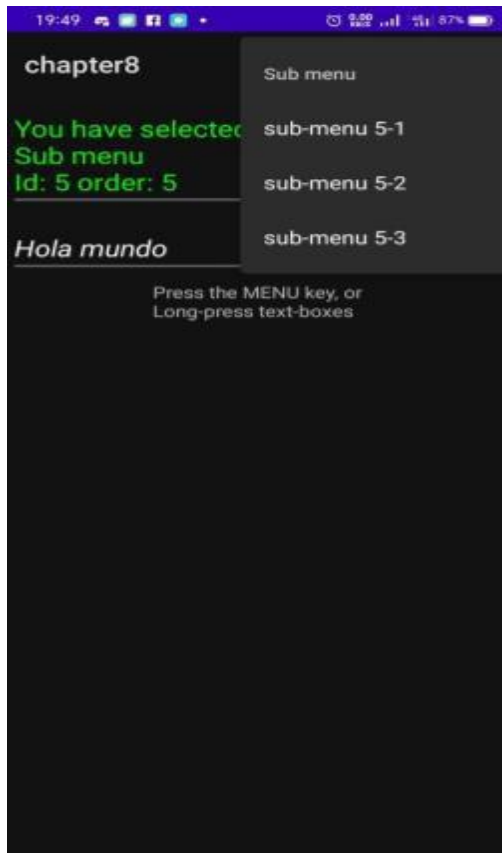 19:49
87%
chapter8
Sub menu
sub-menu 5-1
sub-menu 5-2
sub-menu 5-3
You have selected
Sub menu
Id: 5 order: 5
Hola mundo
Press the MENU key, or
Long-press text-boxes